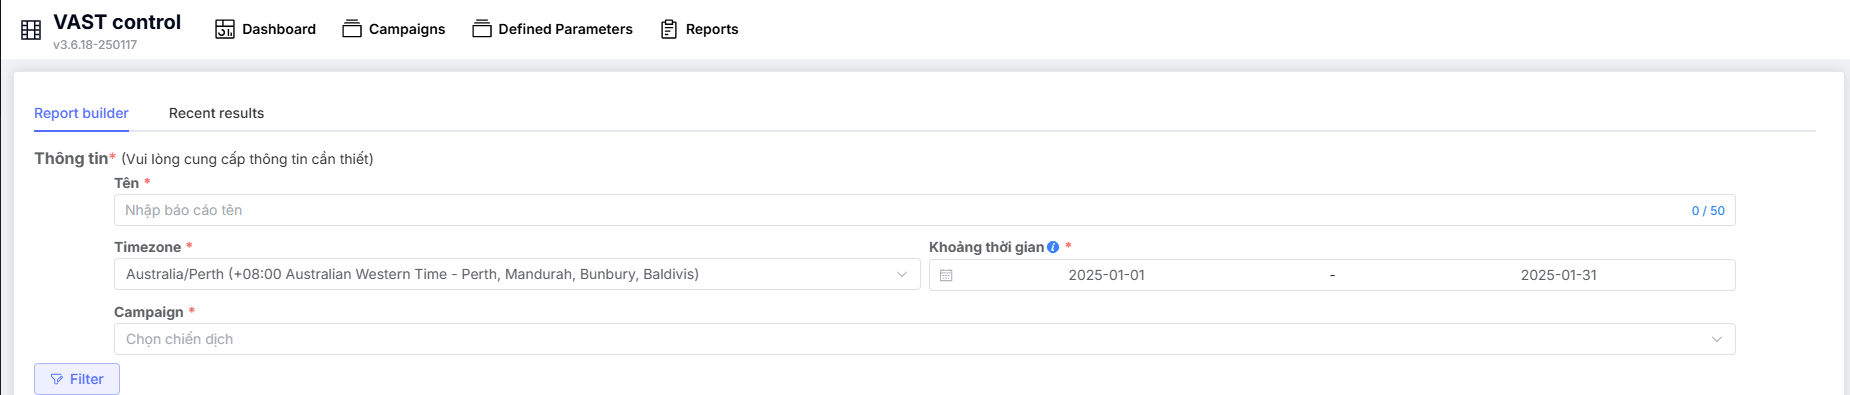 VAST control
v3.6.18-250117
Dashboard
Campaigns
Defined Parameters
Reports
Report builder
Recent results
Thông tin* (Vui lòng cung cấp thông tin cần thiết)
Tên *
Nhập báo cáo tên
0 / 50
Timezone *
Australia/Perth (+08:00 Australian Western Time - Perth, Mandurah, Bunbury, Baldivis)
Khoảng thời gian *
2025-01-01 - 2025-01-31
Campaign *
Chọn chiến dịch
Filter